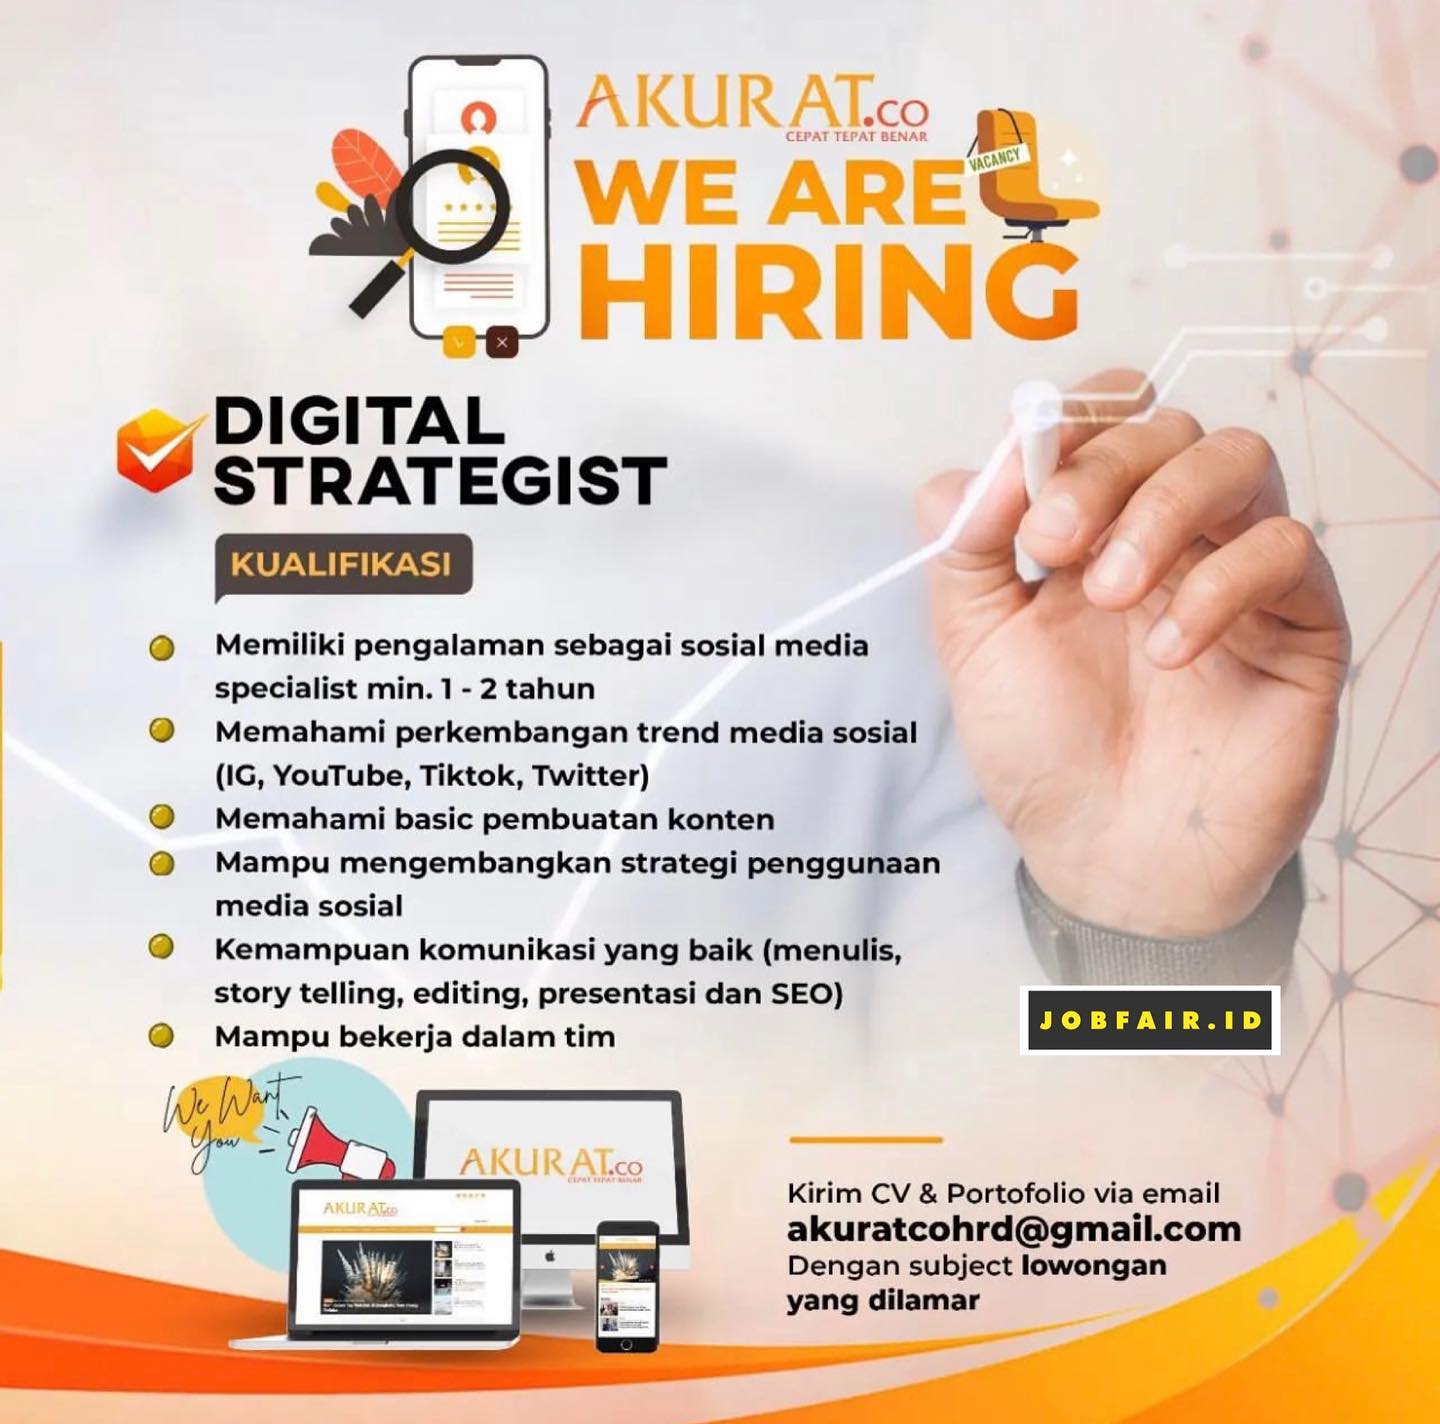 AKURAT.CO
CEPAT TEPAT BENAR
WE ARE
VACANCY
HIRING
DIGITAL
STRATEGIST
KUALIFIKASI
Memiliki pengalaman sebagai sosial media
specialist min. 1 - 2 tahun
Memahami perkembangan trend media sosial
(IG, YouTube, Tiktok, Twitter)
Memahami basic pembuatan konten
Mampu mengembangkan strategi penggunaan
media sosial
Kemampuan komunikasi yang baik (menulis,
story telling, editing, presentasi dan SEO)
Mampu bekerja dalam tim
JOBFAIR.ID
We Want
You
AKURAT.CO
CEPAT TEPAT BENAR
AKURAT.CO
Kirim CV & Portofolio via email
akuratcohrd@gmail.com
Dengan subject lowongan
yang dilamar